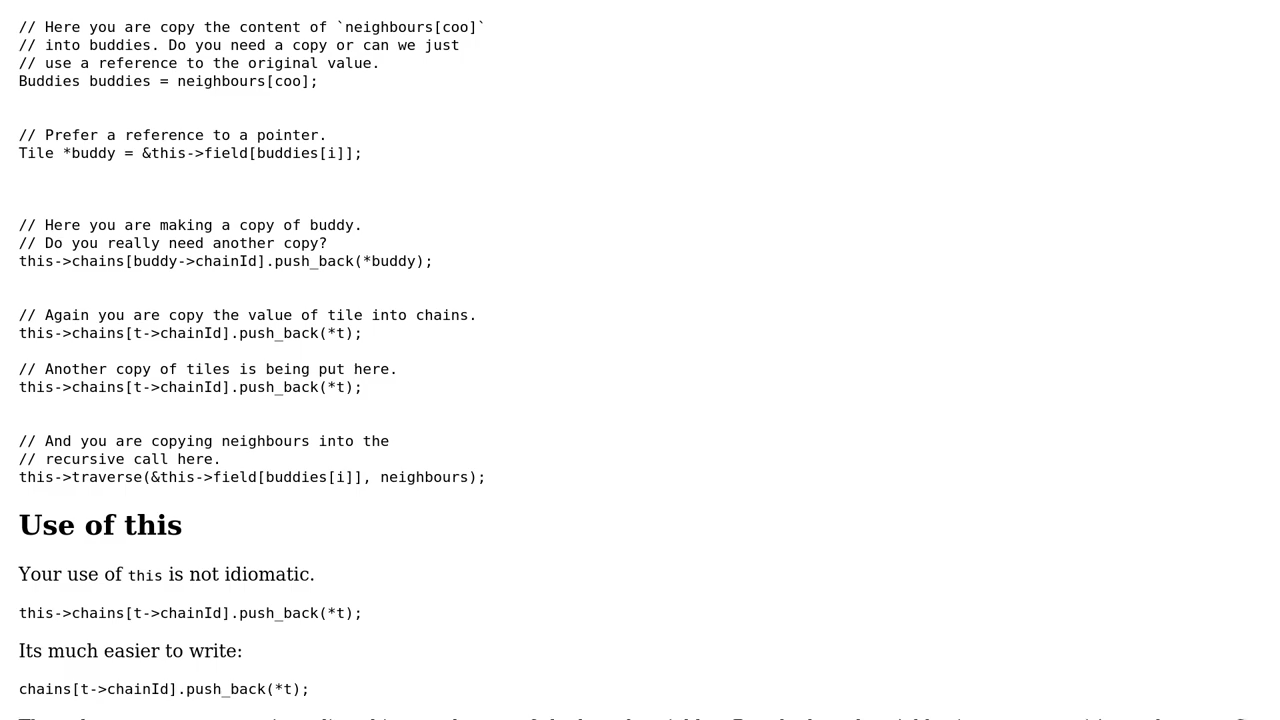 // Here you are copy the content of `neighbours[coo]`
// into buddies. Do you need a copy or can we just
// use a reference to the original value.
Buddies buddies = neighbours[coo];
// Prefer a reference to a pointer.
Tile *buddy = &this->field[buddies[i]];
// Here you are making a copy of buddy.
// Do you really need another copy?
this->chains[buddy->chainId].push_back(*buddy);
// Again you are copy the value of tile into chains.
this->chains[t->chainId].push_back(*t);
// Another copy of tiles is being put here.
this->chains[t->chainId].push_back(*t);
// And you are copying neighbours into the
// recursive call here.
this->traverse(&this->field[buddies[i]], neighbours);
Use of this
Your use of this is not idiomatic.
this->chains[t->chainId].push_back(*t);
Its much easier to write:
chains[t->chainId].push_back(*t);